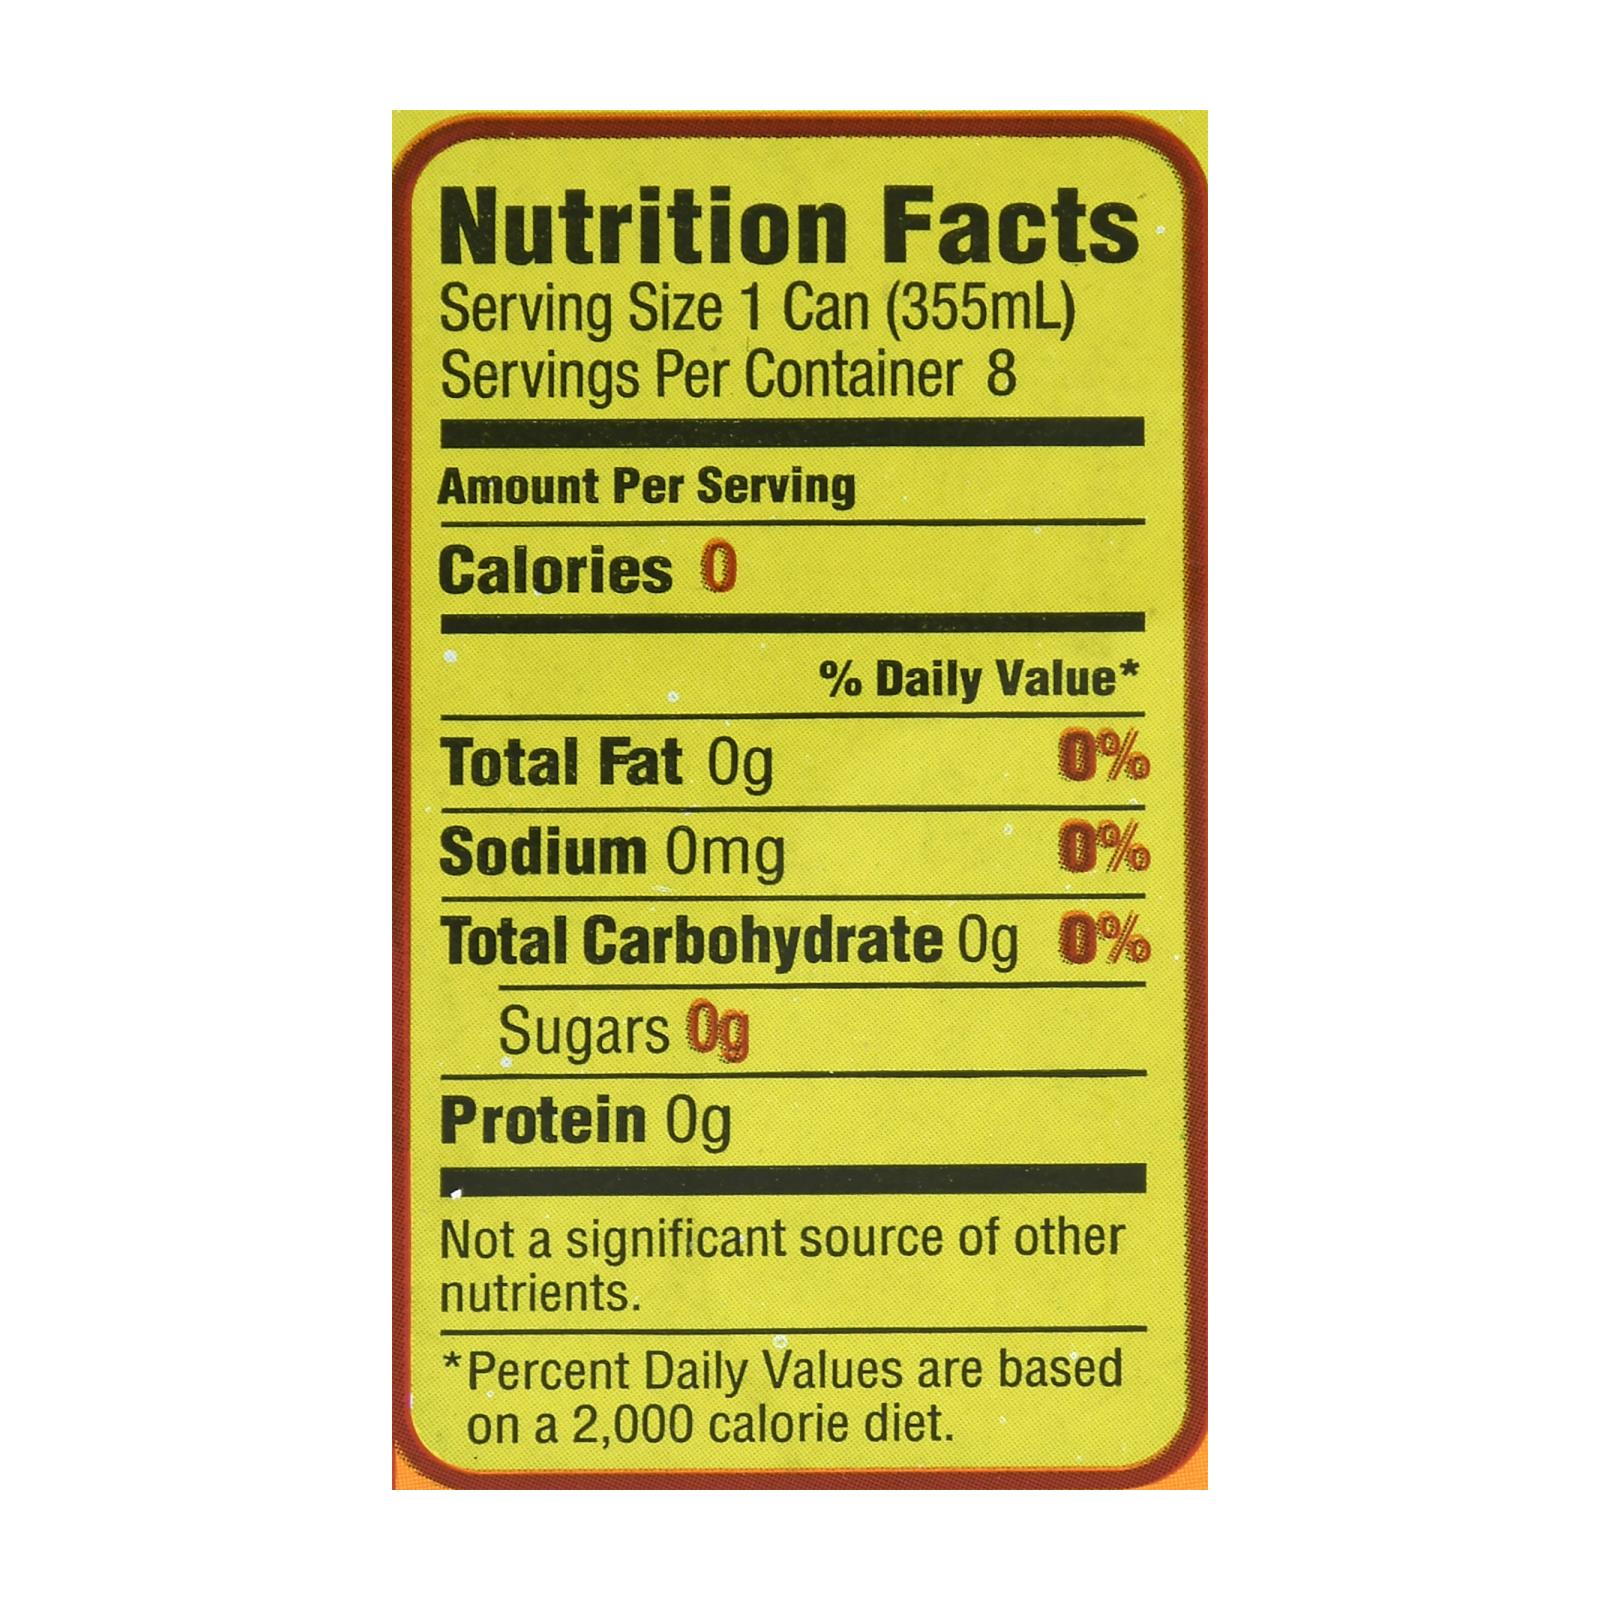 Nutrition Facts
Serving Size 1 Can (355mL)
Servings Per Container 8
Amount Per Serving
Calories 0
% Daily Value*
Total Fat 0g 0%
Sodium 0mg 0%
Total Carbohydrate 0g 0%
Sugars 0g
Protein 0g
Not a significant source of other
nutrients.
*Percent Daily Values are based
on a 2,000 calorie diet.